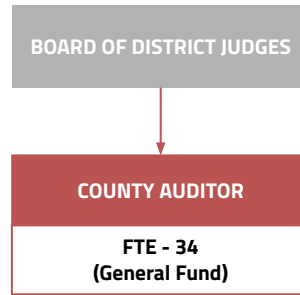 BOARD OF DISTRICT JUDGES
COUNTY AUDITOR
FTE - 34
(General Fund)